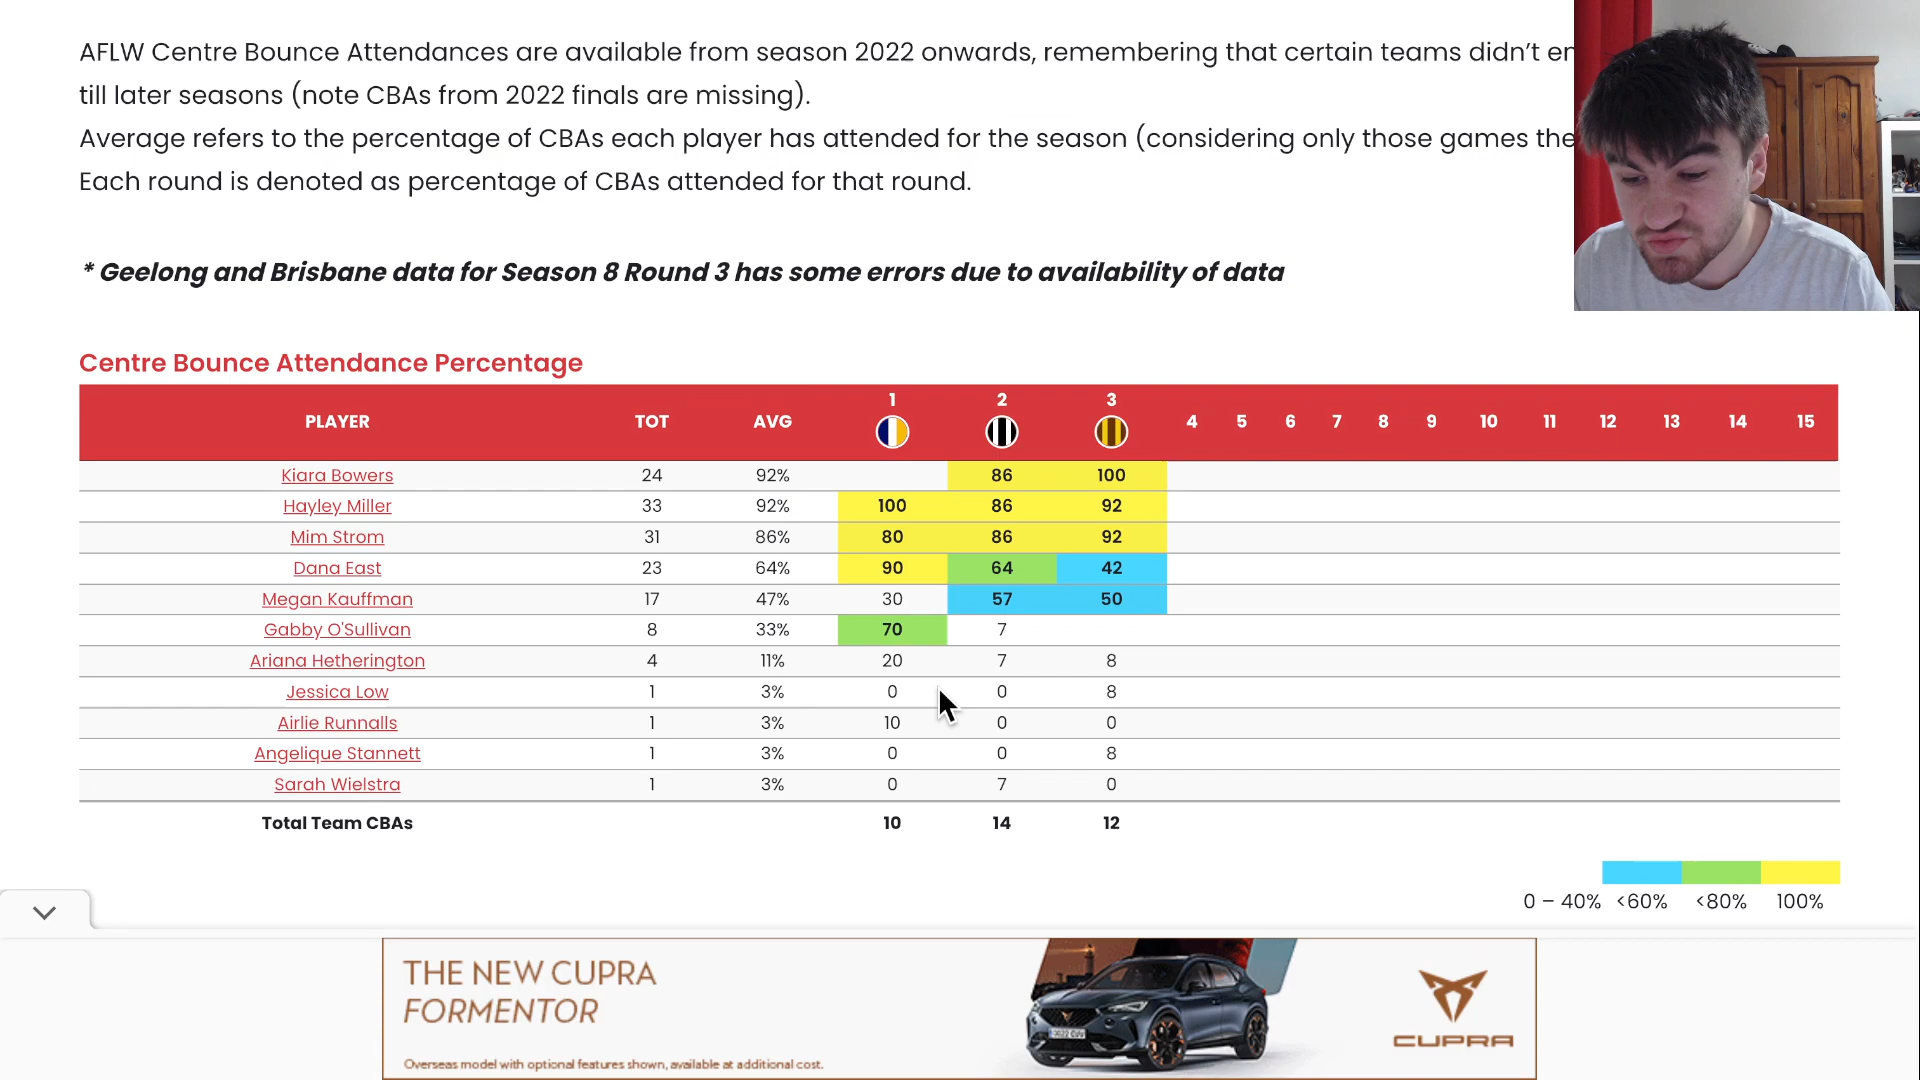 AFLW Centre Bounce Attendances are available from season 2022 onwards, remembering that certain teams didn't
till later seasons (note CBAs from 2022 finals are missing).
Average refers to the percentage of CBAs each player has attended for the season (considering only those games
Each round is denoted as percentage of CBAs attended for that round.
* Geelong and Brisbane data for Season 8 Round 3 has some errors due to availability of data
Centre Bounce Attendance Percentage
PLAYER TOT AVG 1 2 3 4 5 6 7 8 9 10 11 12 13 14 15
Kiara Bowers 24 92% 86 100
Hayley Miller 33 92% 100 86 92
Mim Strom 31 86% 80 86 92
Dana East 23 64% 90 64 42
Megan Kauffman 17 47% 30 57 50
Gabby O'Sullivan 8 33% 70 7
Ariana Hetherington 4 11% 20 7 8
Jessica Low 1 3% 0 0 8
Airlie Runnalls 1 3% 10 0 0
Angelique Stannett 1 3% 0 0 8
Sarah Wielstra 1 3% 0 7 0
Total Team CBAs 10 14 12
0 – 40% <60% <80% 100%
THE NEW CUPRA
FORMENTOR
CUPRA
Overseas model with optional features shown, available at additional cost.